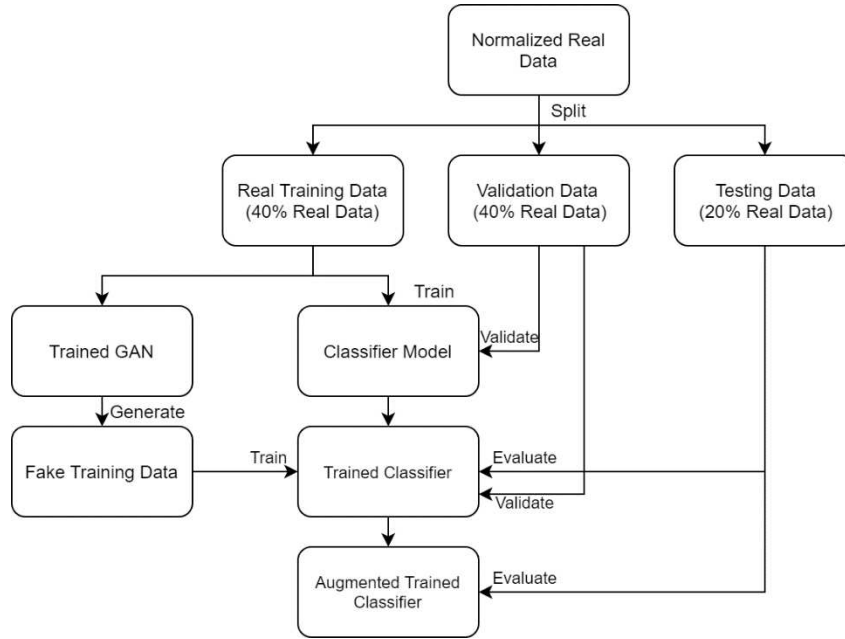 Normalized Real
Data
Split
Real Training Data
(40% Real Data)
Validation Data
(40% Real Data)
Testing Data
(20% Real Data)
Train
Trained GAN
Classifier Model
Validate
Generate
Fake Training Data
Train
Trained Classifier
Evaluate
Validate
Augmented Trained
Classifier
Evaluate